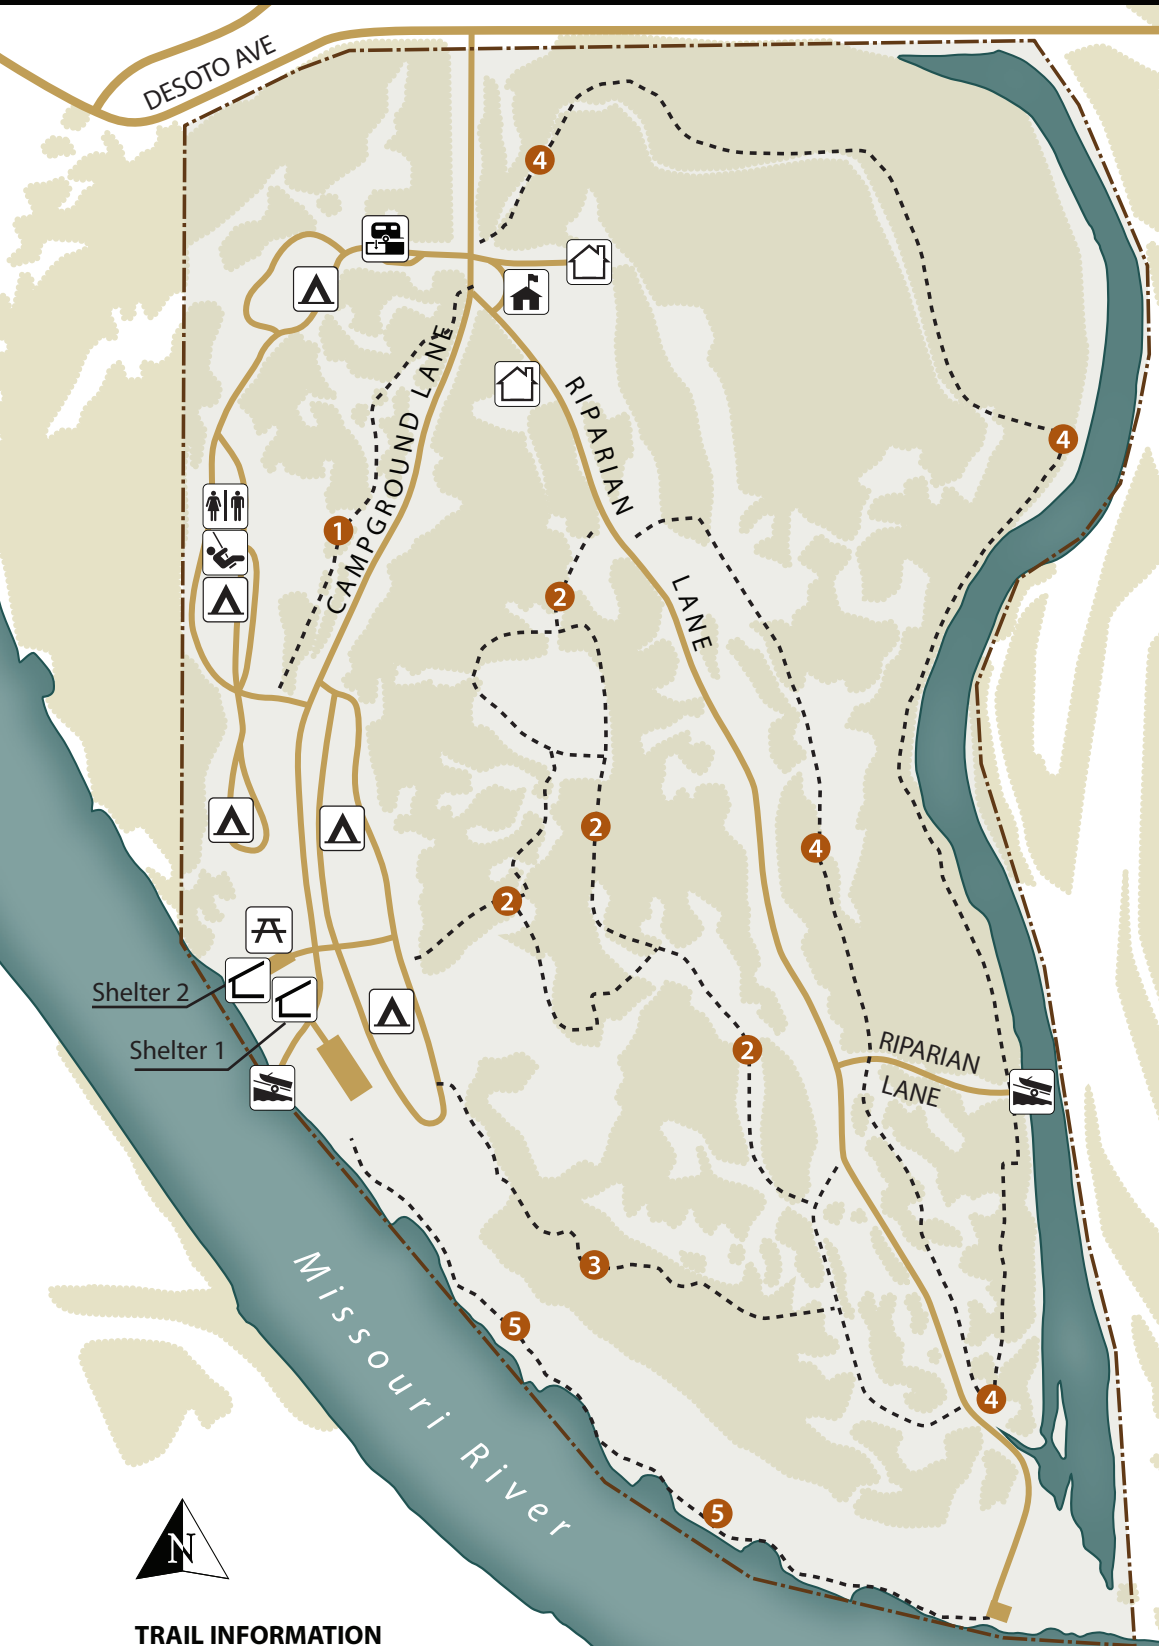 DESOTO AVE
4
CAMPGROUND LANE
RIPARIAN
LANE
4
1
2
2
4
2
Shelter 2
Shelter 1
2
RIPARIAN
LANE
3
5
4
5
Missouri River
N
TRAIL INFORMATION